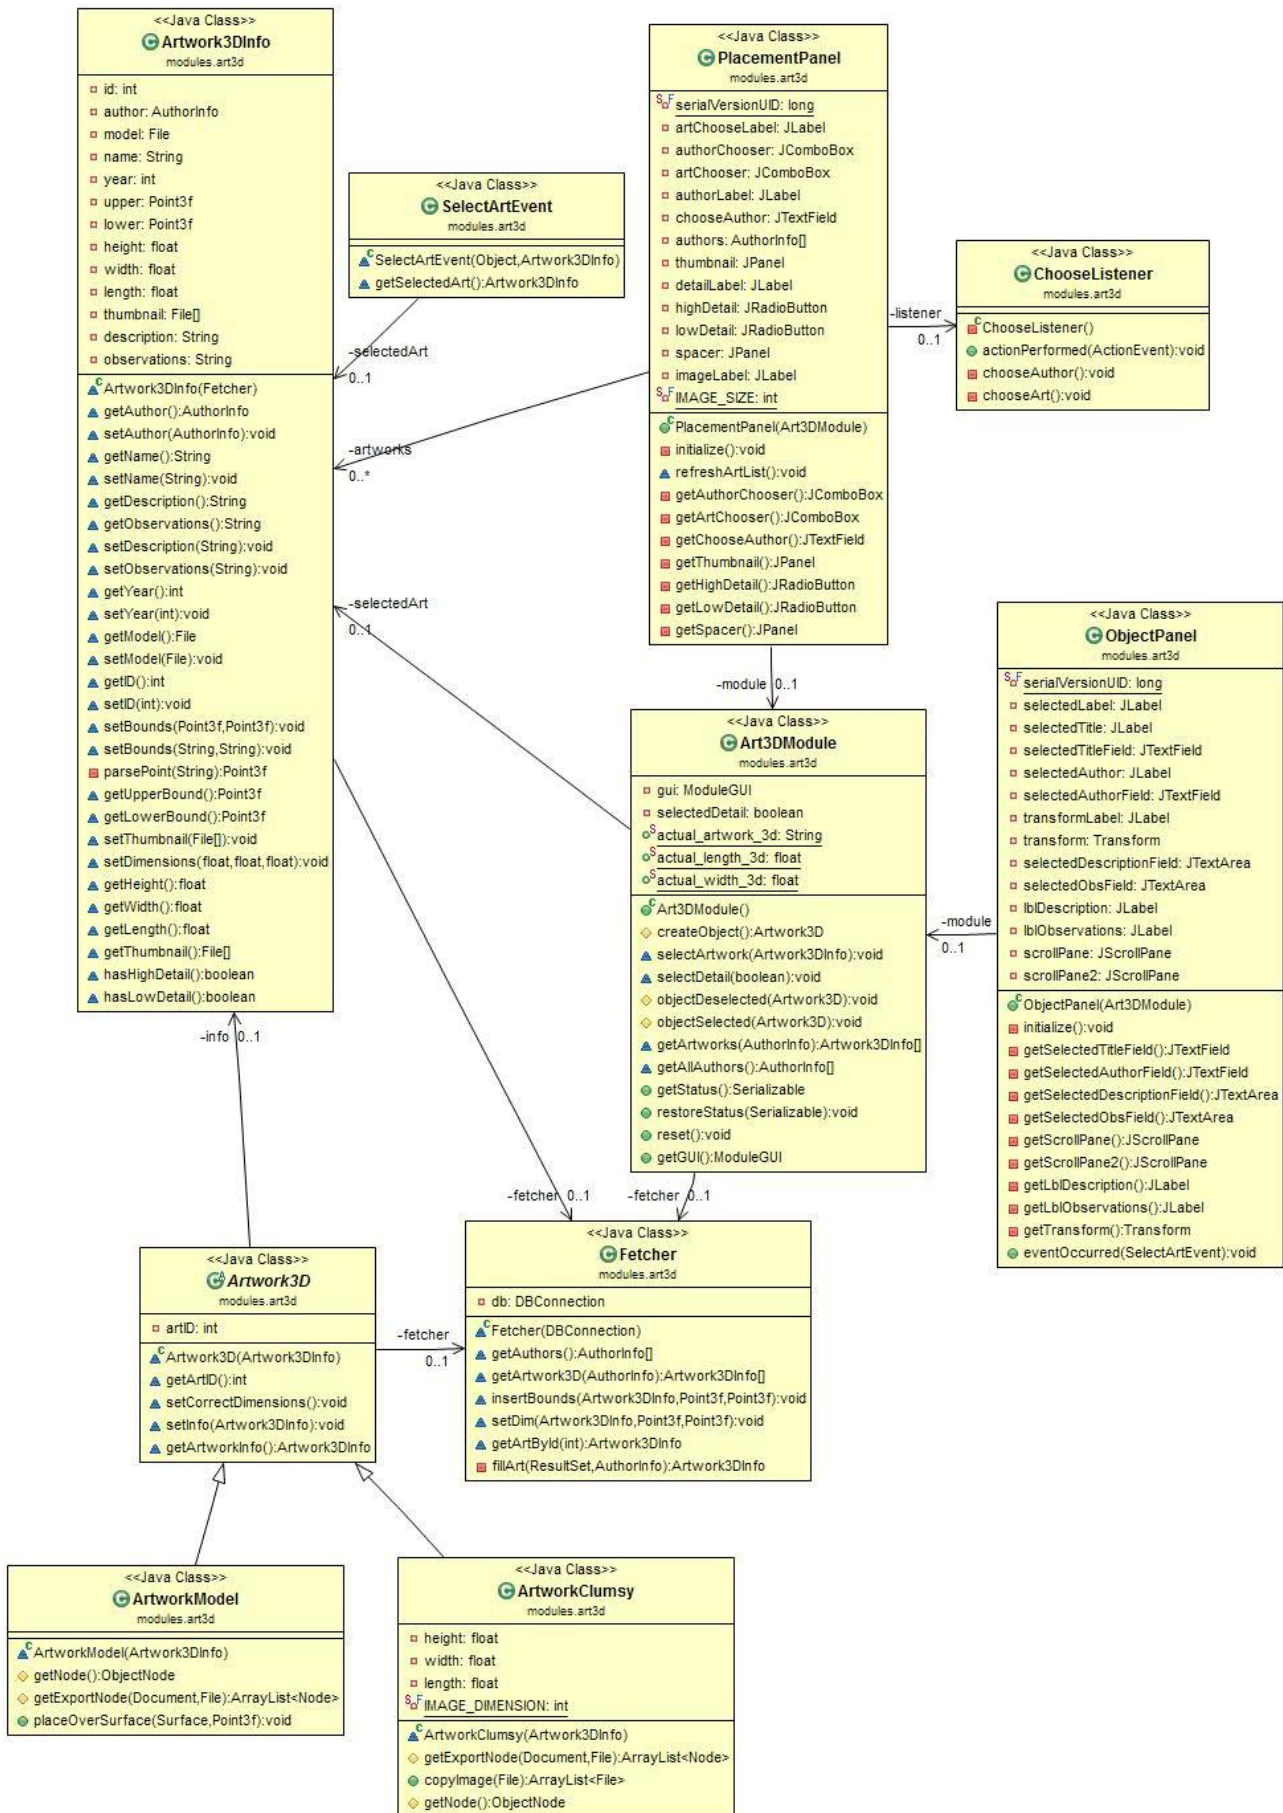 <<Java Class>>
Artwork3DInfo
modules.art3d
id: int
author: AuthorInfo
model: File
name: String
year: int
upper: Point3f
lower: Point3f
height: float
width: float
length: float
thumbnail: File[]
description: String
observations: String
Artwork3DInfo(Fetcher)
getAuthor():AuthorInfo
setAuthor(AuthorInfo):void
getName():String
setName(String):void
getDescription():String
getObservations():String
setDescription(String):void
setObservations(String):void
getYear():int
setYear(int):void
getModel():File
setModel(File):void
getID():int
setID(int):void
setBounds(Point3f,Point3f):void
setBounds(String,String):void
parsePoint(String):Point3f
getUpperBound():Point3f
getLowerBound():Point3f
setThumbnail(File[]):void
setDimensions(float,float,float):void
getHeight():float
getWidth():float
getLength():float
getThumbnail():File[]
hasHighDetail():boolean
hasLowDetail():boolean
<<Java Class>>
SelectArtEvent
modules.art3d
SelectArtEvent(Object,Artwork3DInfo)
getSelectedArt():Artwork3DInfo
-selectedArt
0..1
-artworks
0..*
-selectedArt
0..1
<<Java Class>>
PlacementPanel
modules.art3d
serialVersionUID: long
artChooseLabel: JLabel
authorChooser: JComboBox
artChooser: JComboBox
authorLabel: JLabel
chooseAuthor: JTextField
authors: AuthorInfo[]
thumbnail: JPanel
detailLabel: JLabel
highDetail: JRadioButton
lowDetail: JRadioButton
spacer: JPanel
imageLabel: JLabel
IMAGE_SIZE: int
PlacementPanel(Art3DModule)
initialize():void
refreshArtList():void
getAuthorChooser():JComboBox
getArtChooser():JComboBox
getChooseAuthor():JTextField
getThumbnail():JPanel
getHighDetail():JRadioButton
getLowDetail():JRadioButton
getSpacer():JPanel
-listener
0..1
<<Java Class>>
ChooseListener
modules.art3d
ChooseListener()
actionPerformed(ActionEvent):void
chooseAuthor():void
chooseArt():void
-module 0..1
<<Java Class>>
Art3DModule
modules.art3d
gui: ModuleGUI
selectedDetail: boolean
actual_artwork_3d: String
actual_length_3d: float
actual_width_3d: float
Art3DModule()
createObject():Artwork3D
selectArtwork(Artwork3DInfo):void
selectDetail(boolean):void
objectDeselected(Artwork3D):void
objectSelected(Artwork3D):void
getArtworks(AuthorInfo):Artwork3DInfo[]
getAllAuthors():AuthorInfo[]
getStatus():Serializable
restoreStatus(Serializable):void
reset():void
getGUI():ModuleGUI
-module
0..1
<<Java Class>>
ObjectPanel
modules.art3d
serialVersionUID: long
selectedLabel: JLabel
selectedTitle: JLabel
selectedTitleField: JTextField
selectedAuthor: JLabel
selectedAuthorField: JTextField
transformLabel: JLabel
transform: Transform
selectedDescriptionField: JTextArea
selectedObsField: JTextArea
lblDescription: JLabel
lblObservations: JLabel
scrollPane: JScrollPane
scrollPane2: JScrollPane
ObjectPanel(Art3DModule)
initialize():void
getSelectedTitleField():JTextField
getSelectedAuthorField():JTextField
getSelectedDescriptionField():JTextArea
getSelectedObsField():JTextArea
getScrollPane():JScrollPane
getScrollPane2():JScrollPane
getLblDescription():JLabel
getLblObservations():JLabel
getTransform():Transform
eventOccurred(SelectArtEvent):void
-info 0..1
-fetcher 0..1
-fetcher 0..1
<<Java Class>>
Artwork3D
modules.art3d
artID: int
Artwork3D(Artwork3DInfo)
getArtID():int
setCorrectDimensions():void
setInfo(Artwork3DInfo):void
getArtworkInfo():Artwork3DInfo
-fetcher
0..1
<<Java Class>>
Fetcher
modules.art3d
db: DBConnection
Fetcher(DBConnection)
getAuthors():AuthorInfo[]
getArtwork3D(AuthorInfo):Artwork3DInfo[]
insertBounds(Artwork3DInfo,Point3f,Point3f):void
setDim(Artwork3DInfo,Point3f,Point3f):void
getArtById(int):Artwork3DInfo
fillArt(ResultSet,AuthorInfo):Artwork3DInfo
<<Java Class>>
ArtworkModel
modules.art3d
ArtworkModel(Artwork3DInfo)
getNode():ObjectNode
getExportNode(Document,File):ArrayList<Node>
placeOverSurface(Surface,Point3f):void
<<Java Class>>
ArtworkClumsy
modules.art3d
height: float
width: float
length: float
IMAGE_DIMENSION: int
ArtworkClumsy(Artwork3DInfo)
getExportNode(Document,File):ArrayList<Node>
copyImage(File):ArrayList<File>
getNode():ObjectNode